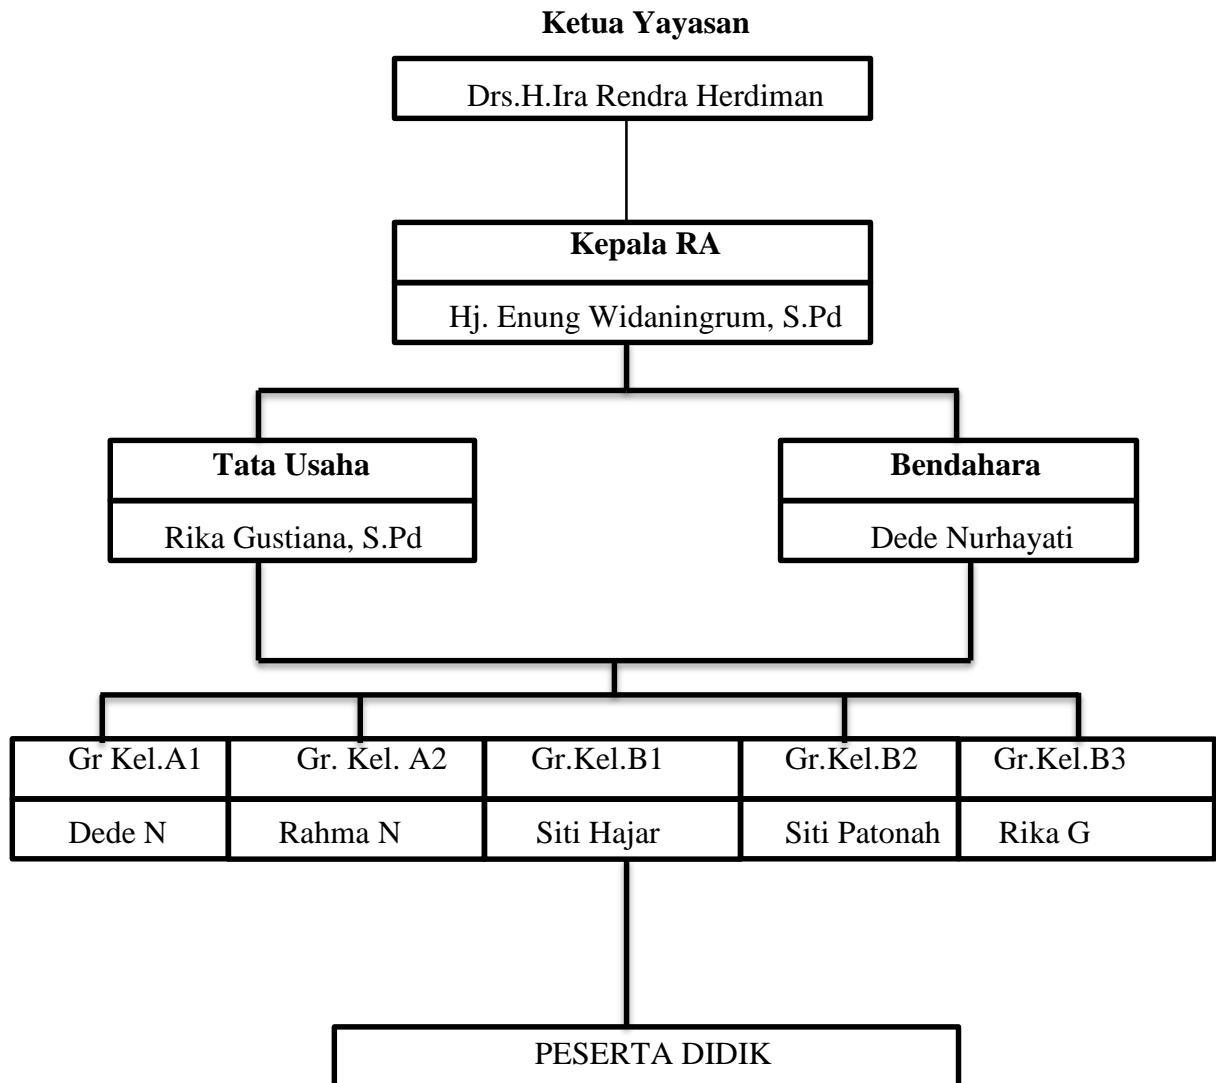 Ketua Yayasan
Drs.H.Ira Rendra Herdiman
Kepala RA
Hj. Enung Widaningrum, S.Pd
Tata Usaha
Rika Gustiana, S.Pd
Bendahara
Dede Nurhayati
Gr Kel.A1
Gr. Kel. A2
Gr.Kel.B1
Gr.Kel.B2
Gr.Kel.B3
Dede N
Rahma N
Siti Hajar
Siti Patonah
Rika G
PESERTA DIDIK